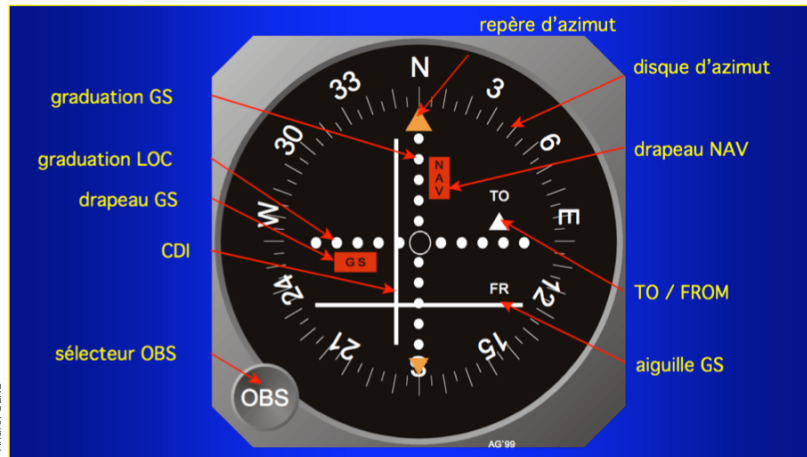 repère d'azimut
disque d'azimut
graduation GS
drapeau NAV
graduation LOC
drapeau GS
CDI
TO / FROM
aiguille GS
sélecteur OBS
N
3
6
E
12
15
S
21
24
W
30
33
NAV
TO
GS
FR
OBS
AG'99